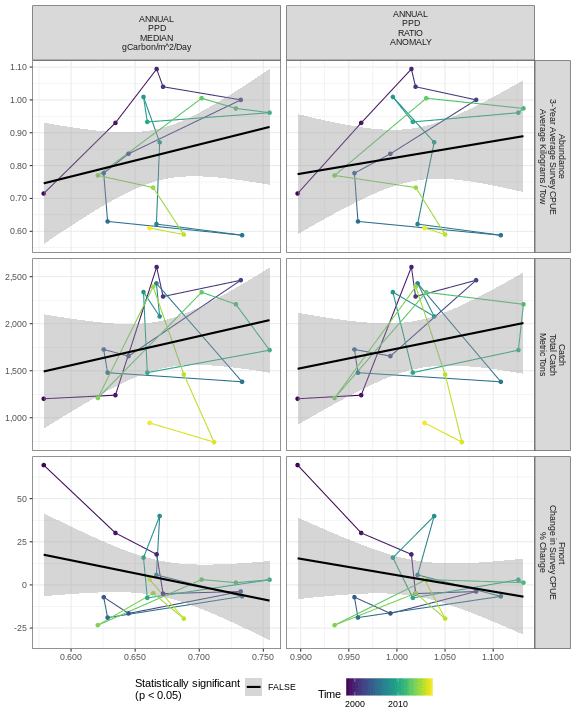 ANNUAL
PPD
MEDIAN
gCarbon/m^2/Day
ANNUAL
PPD
RATIO
ANOMALY
1.10
1.00
0.90
0.80
0.70
0.60
Abundance
3-Year Average Survey CPUE
Average Kilograms / Tow
2,500
2,000
1,500
1,000
Catch
Total Catch
Metric Tons
50
25
0
-25
Fmort
Change in Survey CPUE
% Change
0.600 0.650 0.700 0.750 0.900 0.950 1.000 1.050 1.100
Statistically significant
(p < 0.05)
FALSE
Time
2000 2010